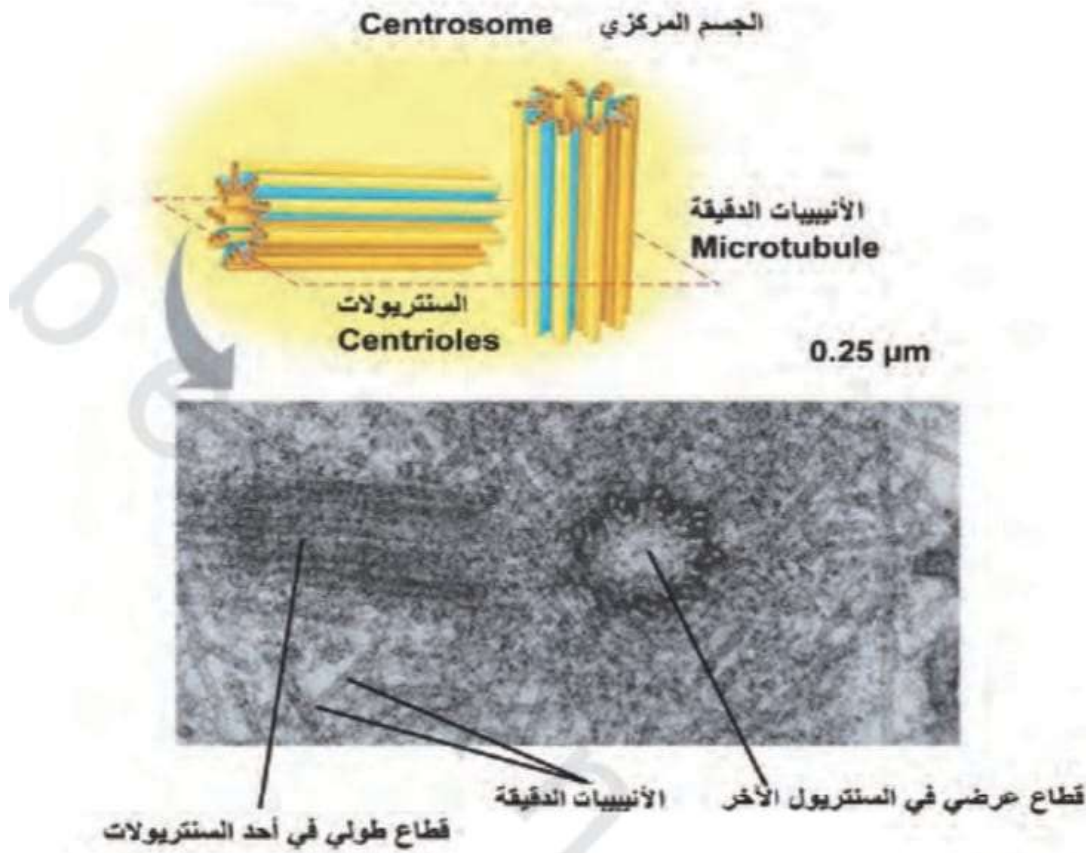 Centrosome الجسم المركزي
الأنيبيبات الدقيقة
Microtubule
السنتريولات
Centrioles
0.25 µm
قطاع عرضي في السنتريول الآخر
الأنيبيبات الدقيقة
قطاع طولي في أحد السنتريولات